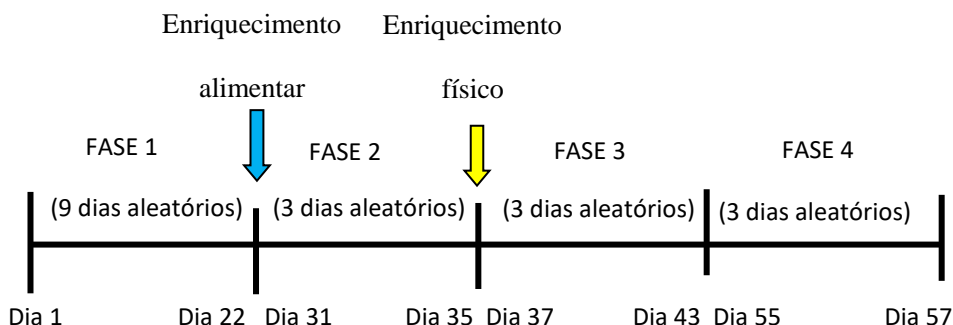 Enriquecimento Enriquecimento
alimentar físico
FASE 1 FASE 2 FASE 3 FASE 4
(9 dias aleatórios) (3 dias aleatórios) (3 dias aleatórios) (3 dias aleatórios)
Dia 1 Dia 22 Dia 31 Dia 35 Dia 37 Dia 43 Dia 55 Dia 57